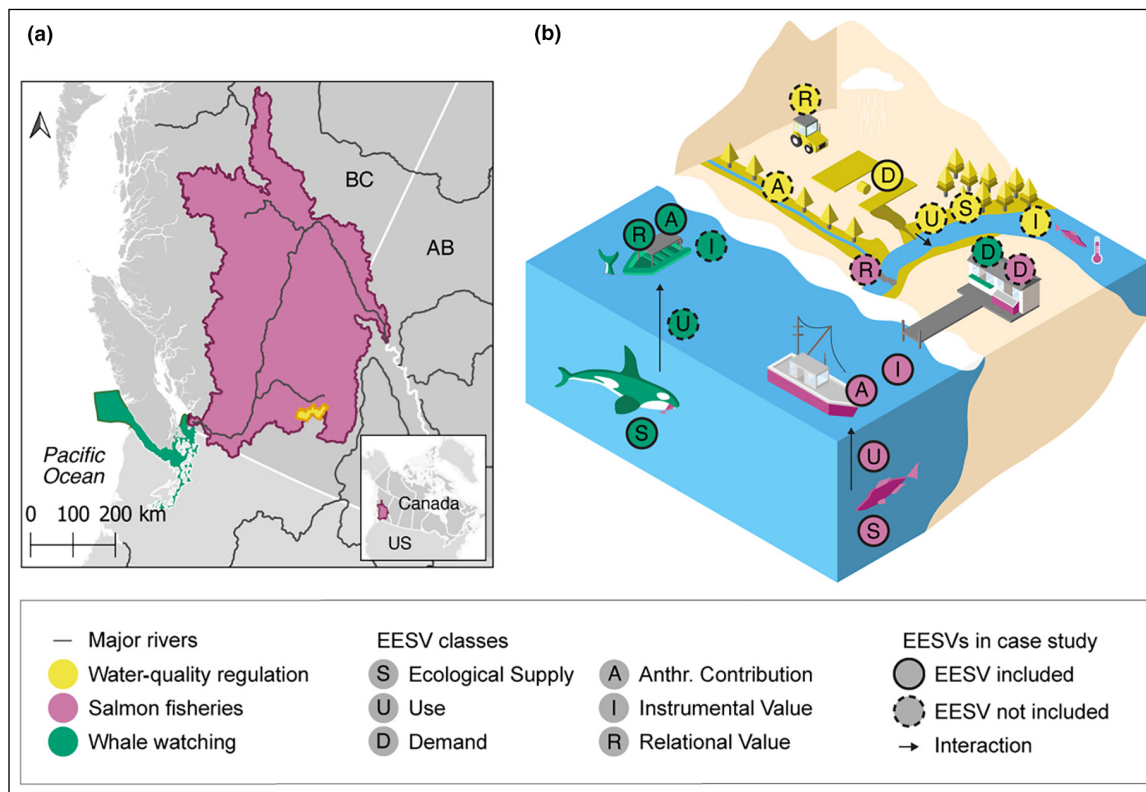 (a)
BC
AB
Pacific
Ocean
0 100 200 km
Canada
US
(b)
R
A
D
U
S
I
R
A
I
R
D
D
U
I
A
S
U
S
Major rivers
Water-quality regulation
Salmon fisheries
Whale watching
EESV classes
S Ecological Supply
U Use
D Demand
A Anthr. Contribution
I Instrumental Value
R Relational Value
EESVs in case study
EESV included
EESV not included
Interaction